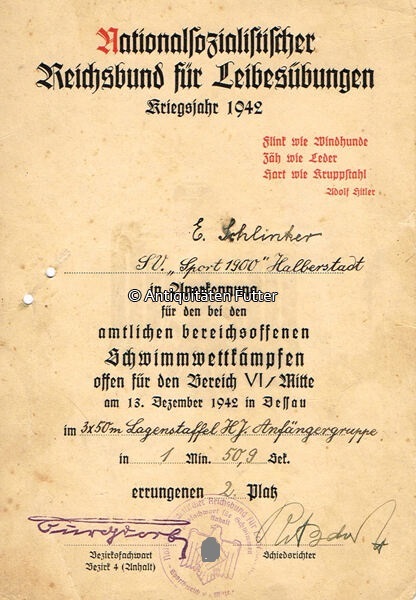 Nationalsozialistischer
Reichsbund für Leibesübungen
Kriegsjahr 1942
Flink wie Windhunde
Zäh wie Leder
Hart wie Kruppstahl
Adolf Hitler
E. Schlinker
SV. „Sport 1900“ Halberstadt
in Anerkennung
© Antiquitäten Futter
für den bei den
amtlichen bereichsoffenen
Schwimmwettkämpfen
offen für den Bereich VI/Mitte
am 13. Dezember 1942 in Dessau
im 3x50m Lagenstaffel HJ. Anfängergruppe
in 1 Min. 50,9 Sek.
errungenen 2. Platz
Bezirksfachwart
Bezirk 4 (Anhalt)
Schiedsrichter